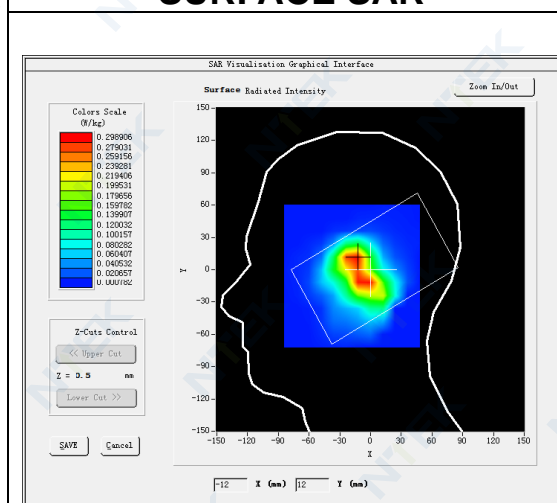 SURFACE SAR
SAR Visualisation Graphical Interface
Surface Radiated Intensity
Zoom In/Out
Colors Scale
(W/kg)
0.298906
0.279031
0.259156
0.239281
0.219406
0.199531
0.179656
0.159782
0.139907
0.120032
0.100157
0.080282
0.060407
0.040532
0.020657
0.000782
150
120
90
60
30
0
-30
-60
-90
-120
-150
Y
-150 -120 -90 -60 -30 0 30 60 90 120 150
X
Z-Cuts Control
<< Upper Cut
Z = 3.5 mm
Lower Cut >>
SAVE Cancel
-12 X (mm) 12 Y (mm)
NTEK